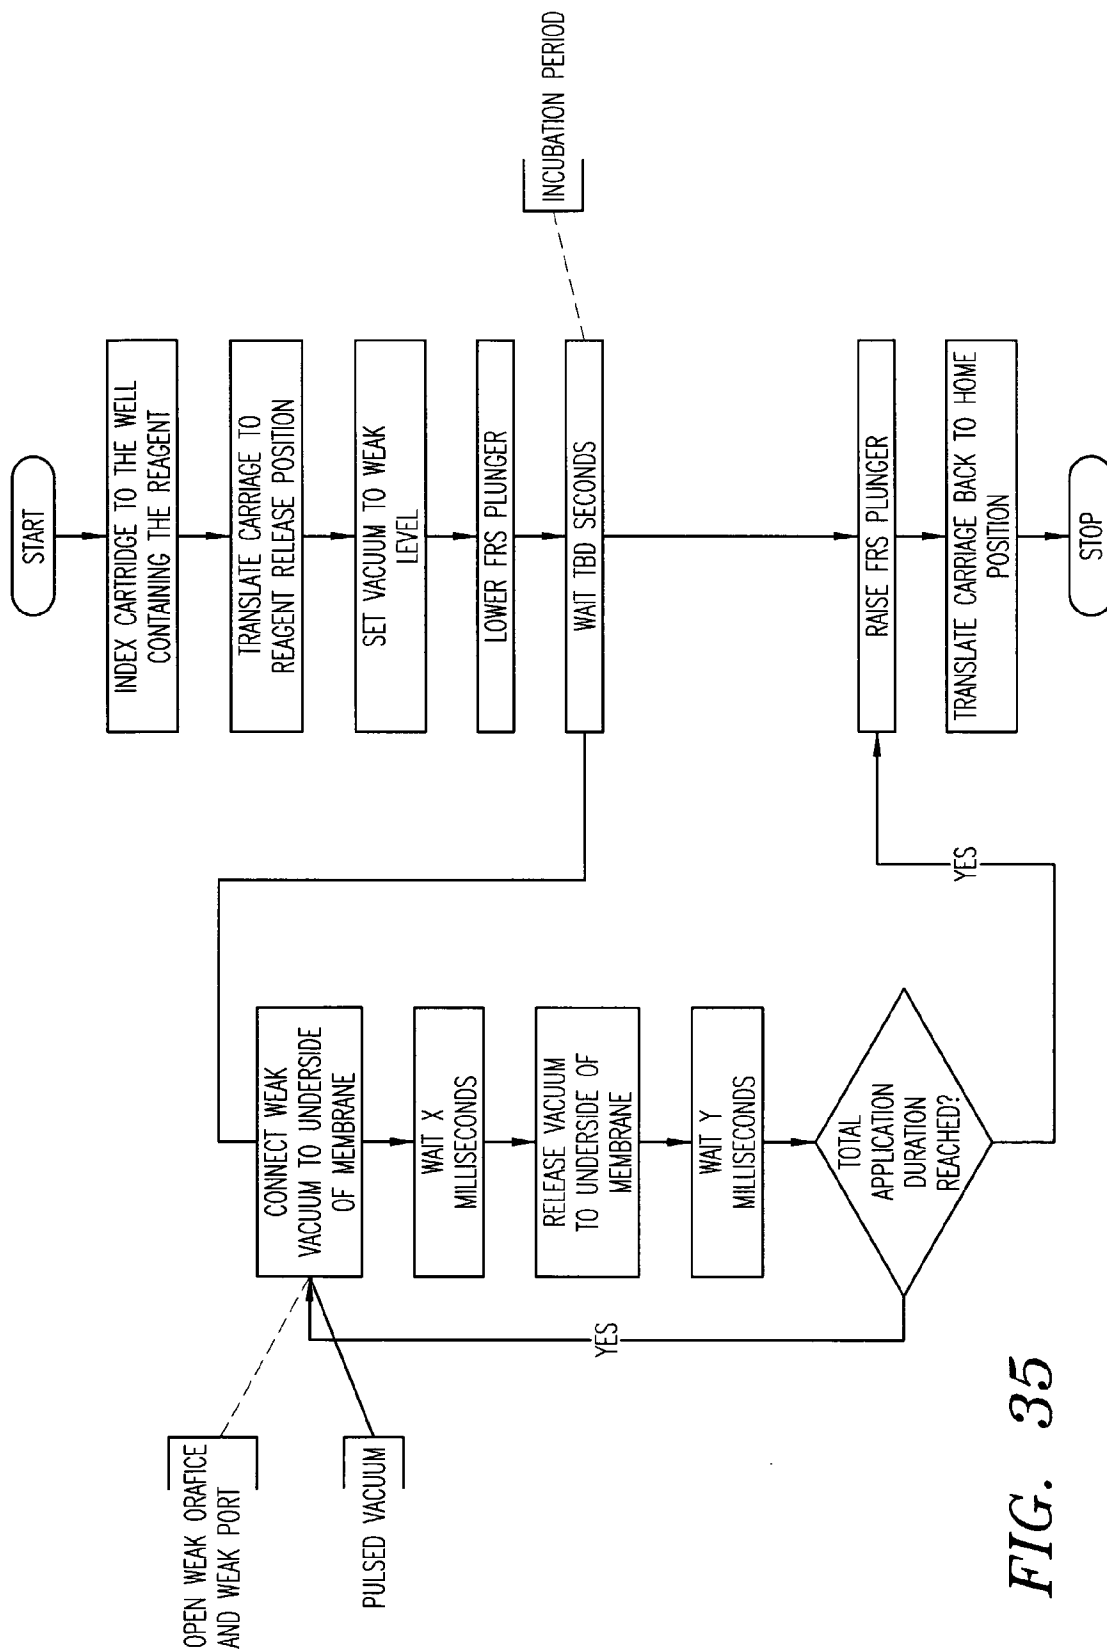 START
INDEX CARTRIDGE TO THE WELL
CONTAINING THE REAGENT
TRANSLATE CARRIAGE TO
REAGENT RELEASE POSITION
SET VACUUM TO WEAK
LEVEL
LOWER FRS PLUNGER
WAIT TBD SECONDS
INCUBATION PERIOD
RAISE FRS PLUNGER
TRANSLATE CARRIAGE BACK TO HOME
POSITION
STOP
OPEN WEAK ORAFICE
AND WEAK PORT
PULSED VACUUM
CONNECT WEAK
VACUUM TO UNDERSIDE
OF MEMBRANE
WAIT X
MILLISECONDS
RELEASE VACUUM
TO UNDERSIDE OF
MEMBRANE
WAIT Y
MILLISECONDS
TOTAL
APPLICATION
DURATION
REACHED?
YES
YES
FIG. 35